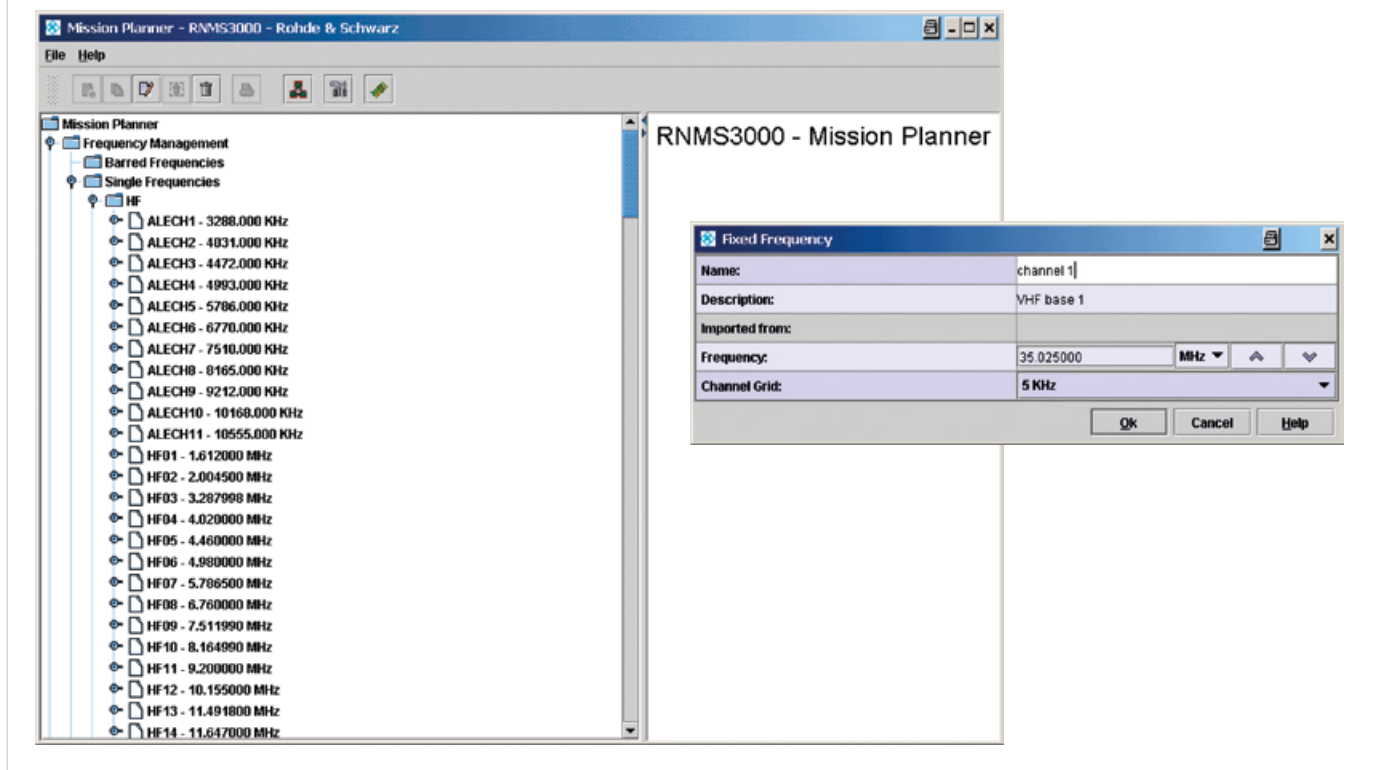 Mission Planner - RNMS3000 - Rohde & Schwarz
File Help
Mission Planner
Frequency Management
Barred Frequencies
Single Frequencies
HF
ALECH1 - 3288.000 KHz
ALECH2 - 4031.000 KHz
ALECH3 - 4472.000 KHz
ALECH4 - 4993.000 KHz
ALECH5 - 5786.000 KHz
ALECH6 - 6770.000 KHz
ALECH7 - 7510.000 KHz
ALECH8 - 8165.000 KHz
ALECH9 - 9212.000 KHz
ALECH10 - 10168.000 KHz
ALECH11 - 10555.000 KHz
HF01 - 1.612000 MHz
HF02 - 2.004500 MHz
HF03 - 3.287998 MHz
HF04 - 4.020000 MHz
HF05 - 4.460000 MHz
HF06 - 4.980000 MHz
HF07 - 5.786500 MHz
HF08 - 6.760000 MHz
HF09 - 7.511990 MHz
HF10 - 8.164990 MHz
HF11 - 9.200000 MHz
HF12 - 10.155000 MHz
HF13 - 11.491800 MHz
HF14 - 11.647000 MHz
RNMS3000 - Mission Planner
Fixed Frequency
Name: channel 1
Description: VHF base 1
Imported from:
Frequency: 35.025000 MHz
Channel Grid: 5 KHz
Ok Cancel Help